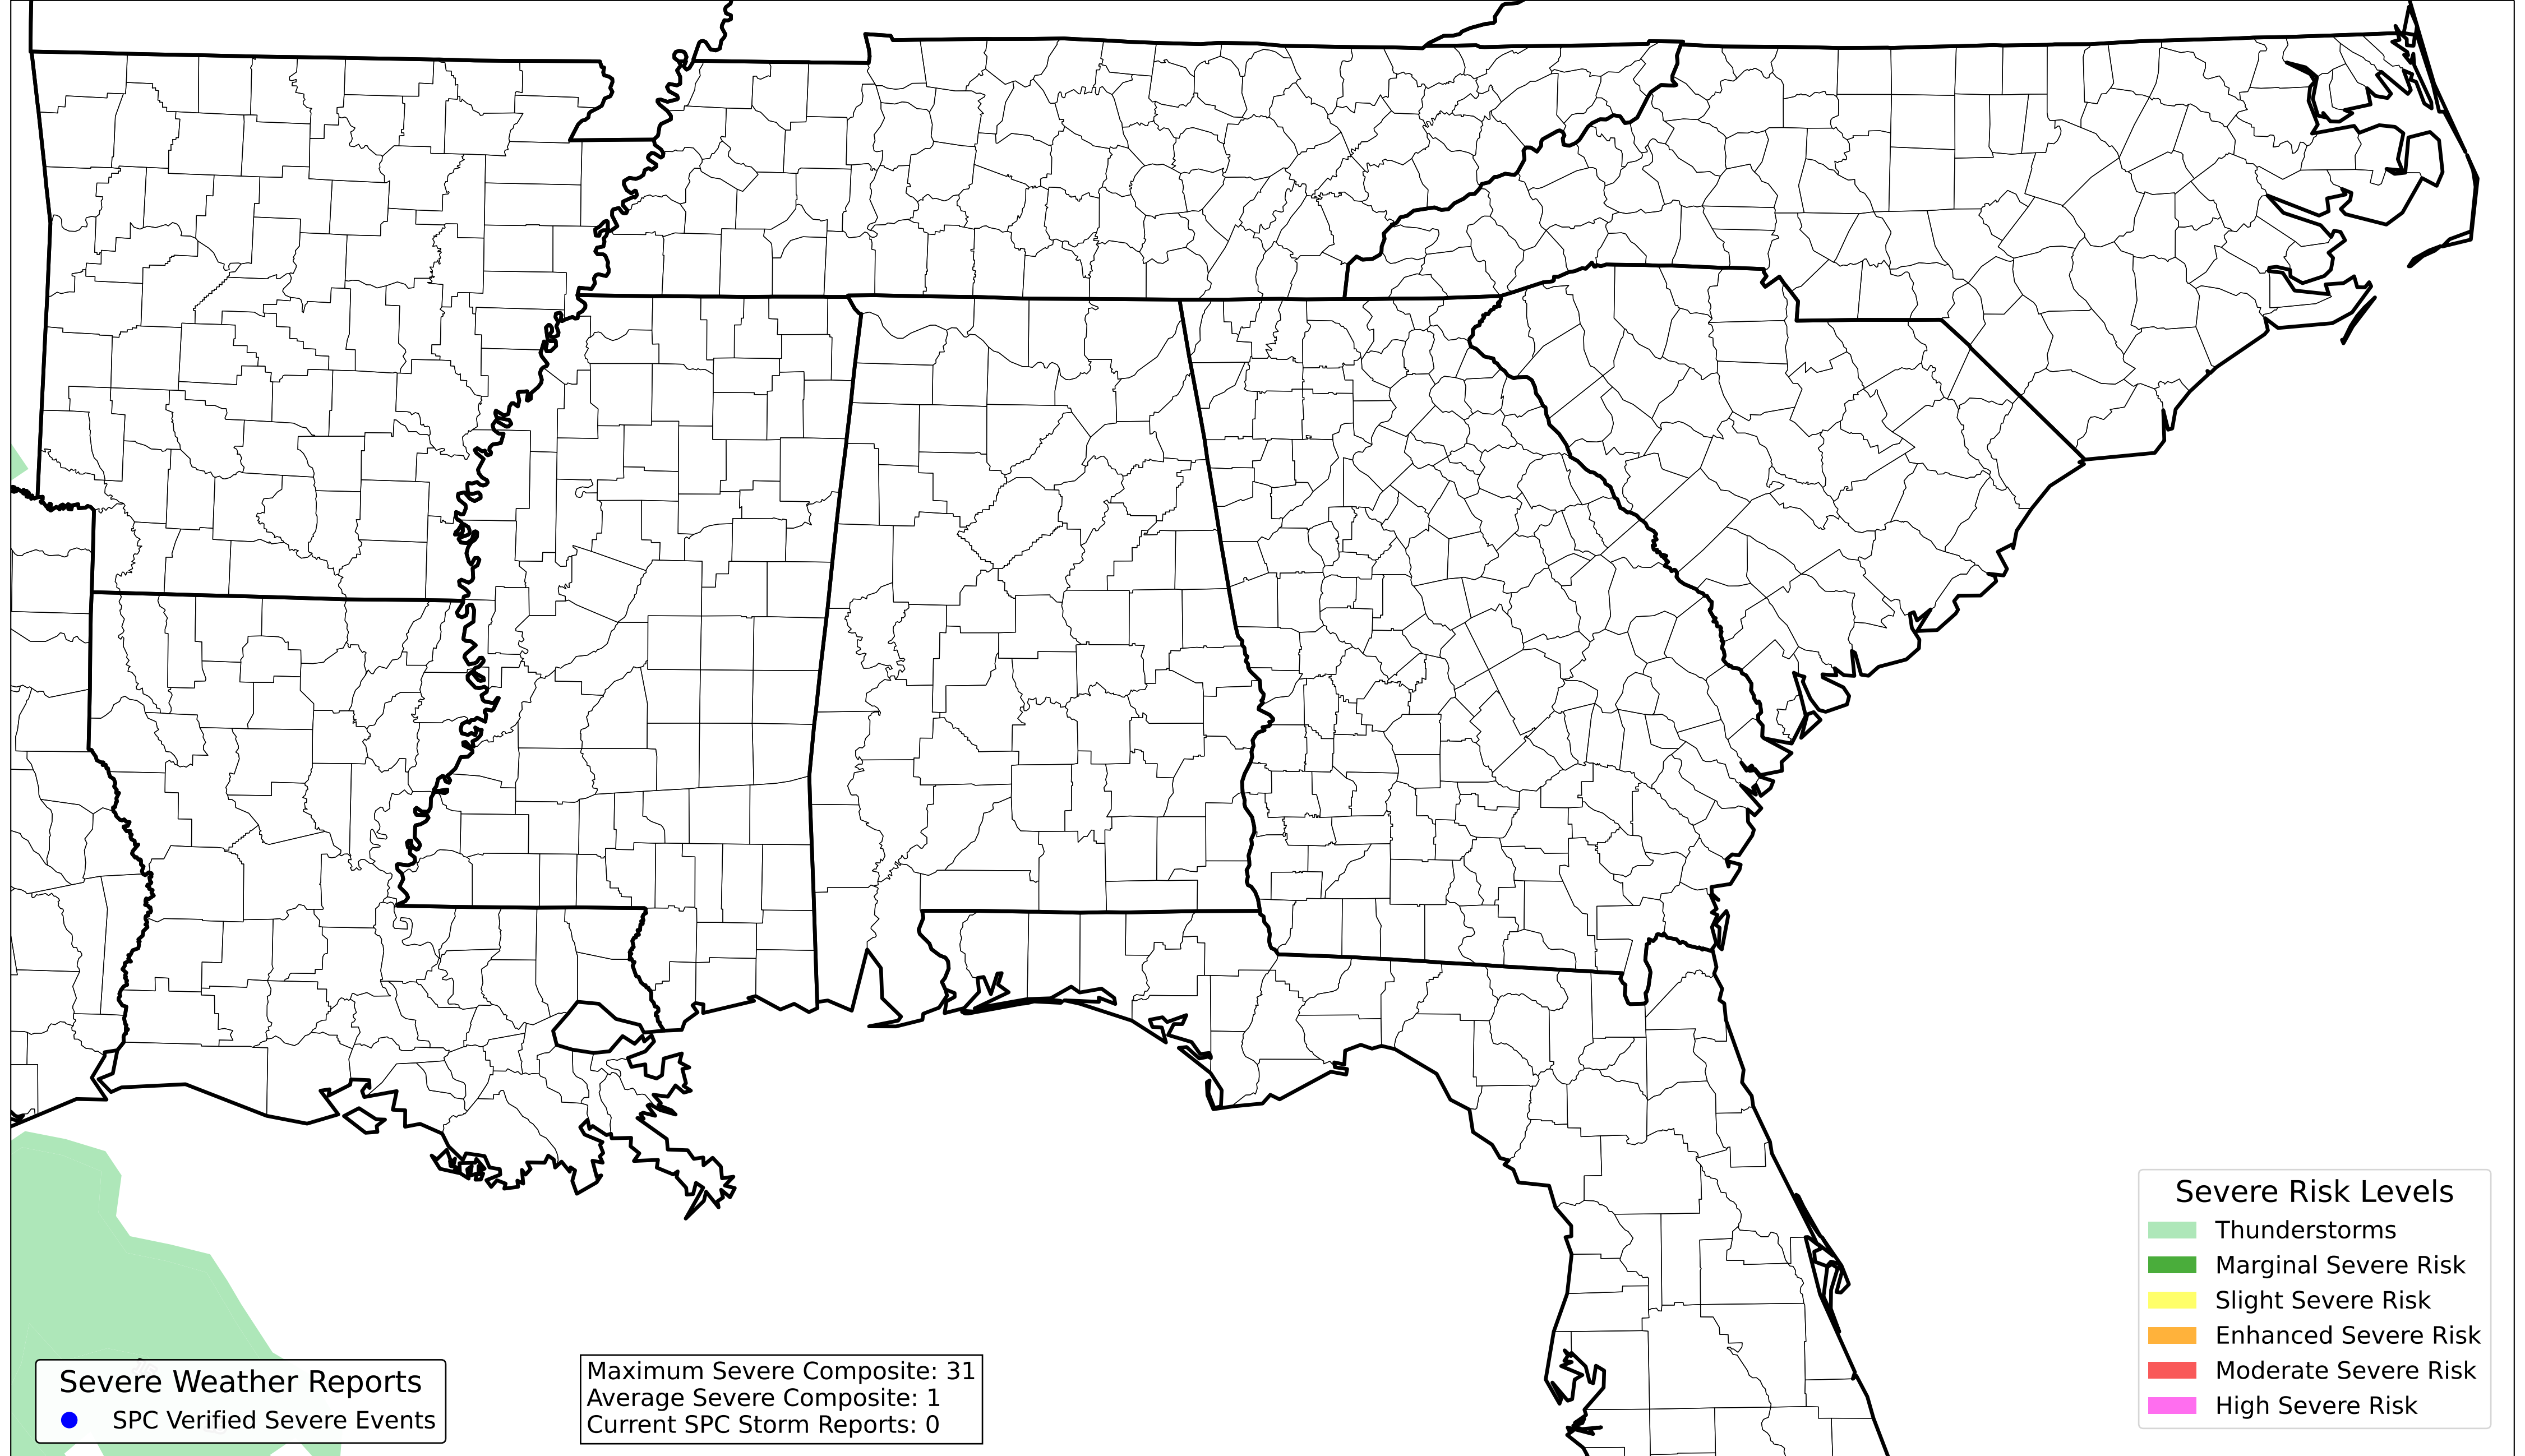 Severe Weather Reports
SPC Verified Severe Events
Maximum Severe Composite: 31
Average Severe Composite: 1
Current SPC Storm Reports: 0
Severe Risk Levels
Thunderstorms
Marginal Severe Risk
Slight Severe Risk
Enhanced Severe Risk
Moderate Severe Risk
High Severe Risk